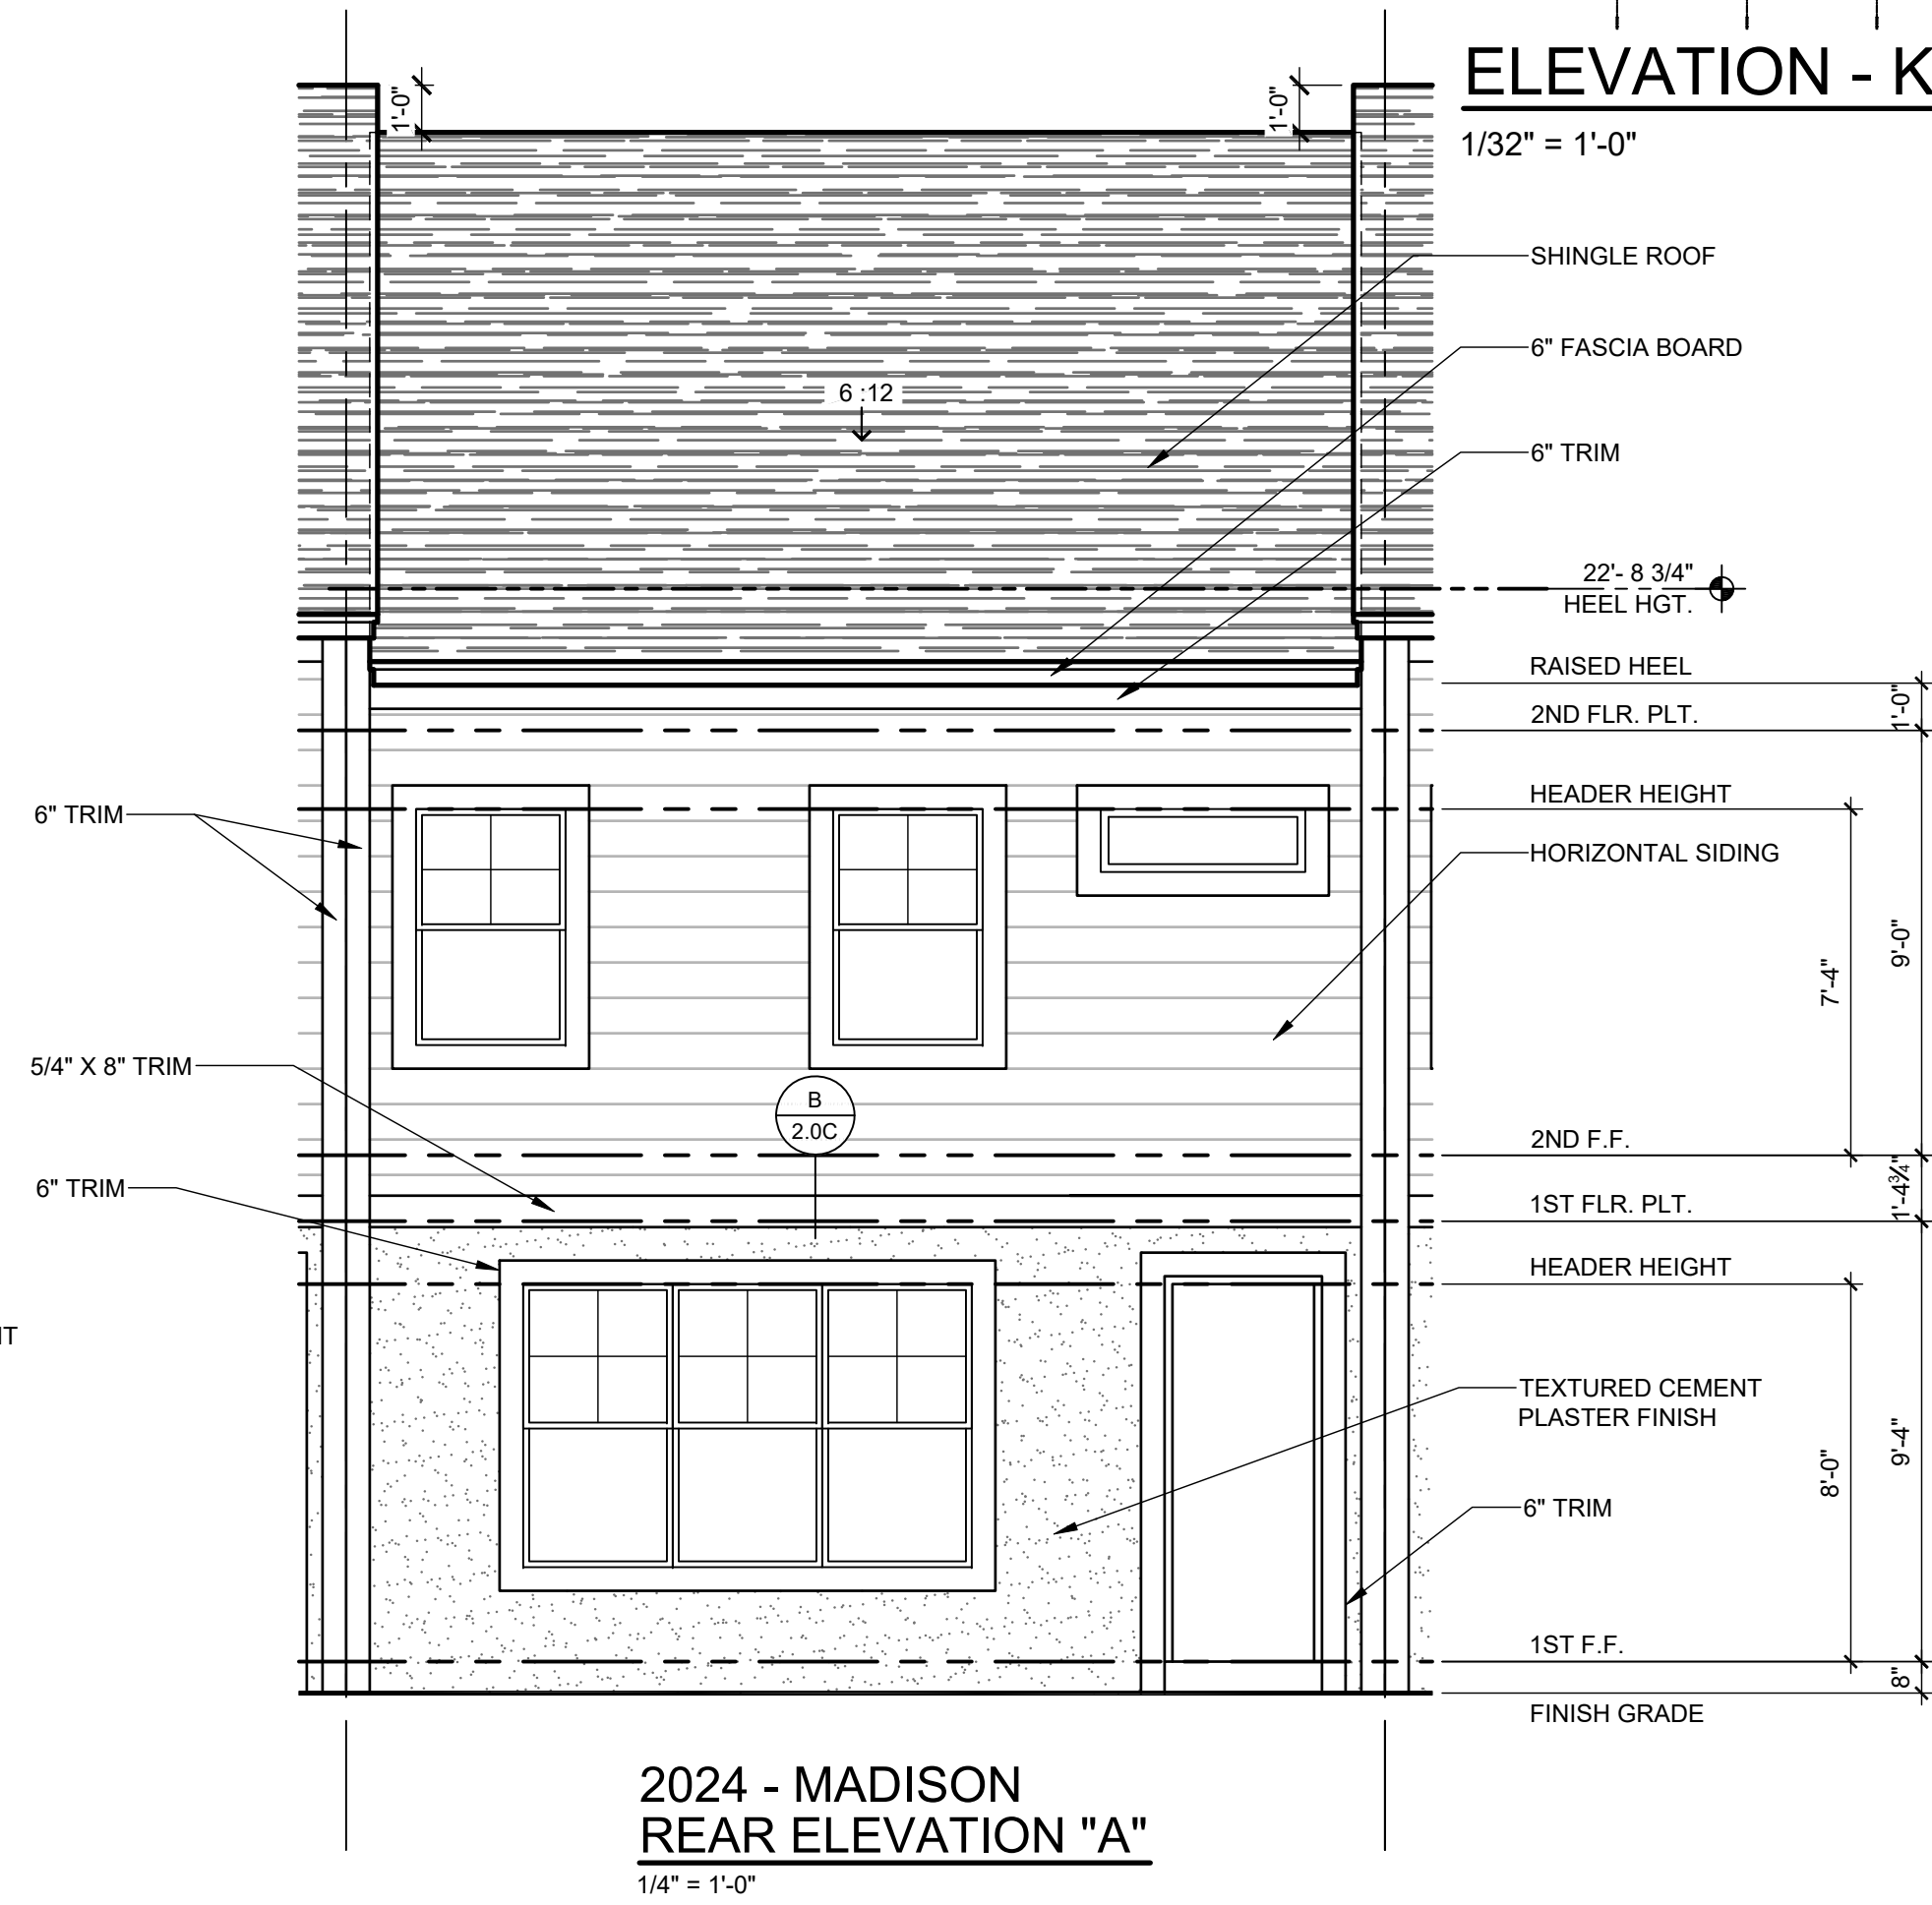 ELEVATION - K
1/32" = 1'-0"
1'-0"
1'-0"
SHINGLE ROOF
6" FASCIA BOARD
6 :12
6" TRIM
22'- 8 3/4"
HEEL HGT.
RAISED HEEL
1'-0"
2ND FLR. PLT.
HEADER HEIGHT
6" TRIM
HORIZONTAL SIDING
9'-0"
7'-4"
5/4" X 8" TRIM
B
2.0C
2ND F.F.
1'-4¾"
6" TRIM
1ST FLR. PLT.
HEADER HEIGHT
TEXTURED CEMENT
PLASTER FINISH
9'-4"
8'-0"
6" TRIM
1ST F.F.
8"
FINISH GRADE
2024 - MADISON
REAR ELEVATION "A"
1/4" = 1'-0"